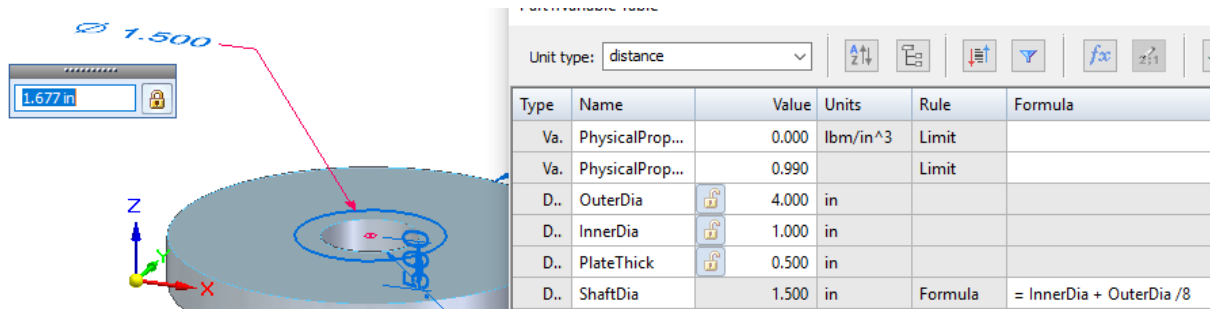 Ø 1.500
1.677 in
Unit type: distance
Type Name Value Units Rule Formula
Va. PhysicalProp... 0.000 lbm/in^3 Limit
Va. PhysicalProp... 0.990 Limit
D.. OuterDia 4.000 in
D.. InnerDia 1.000 in
D.. PlateThick 0.500 in
D.. ShaftDia 1.500 in Formula = InnerDia + OuterDia /8
Z
Y
X